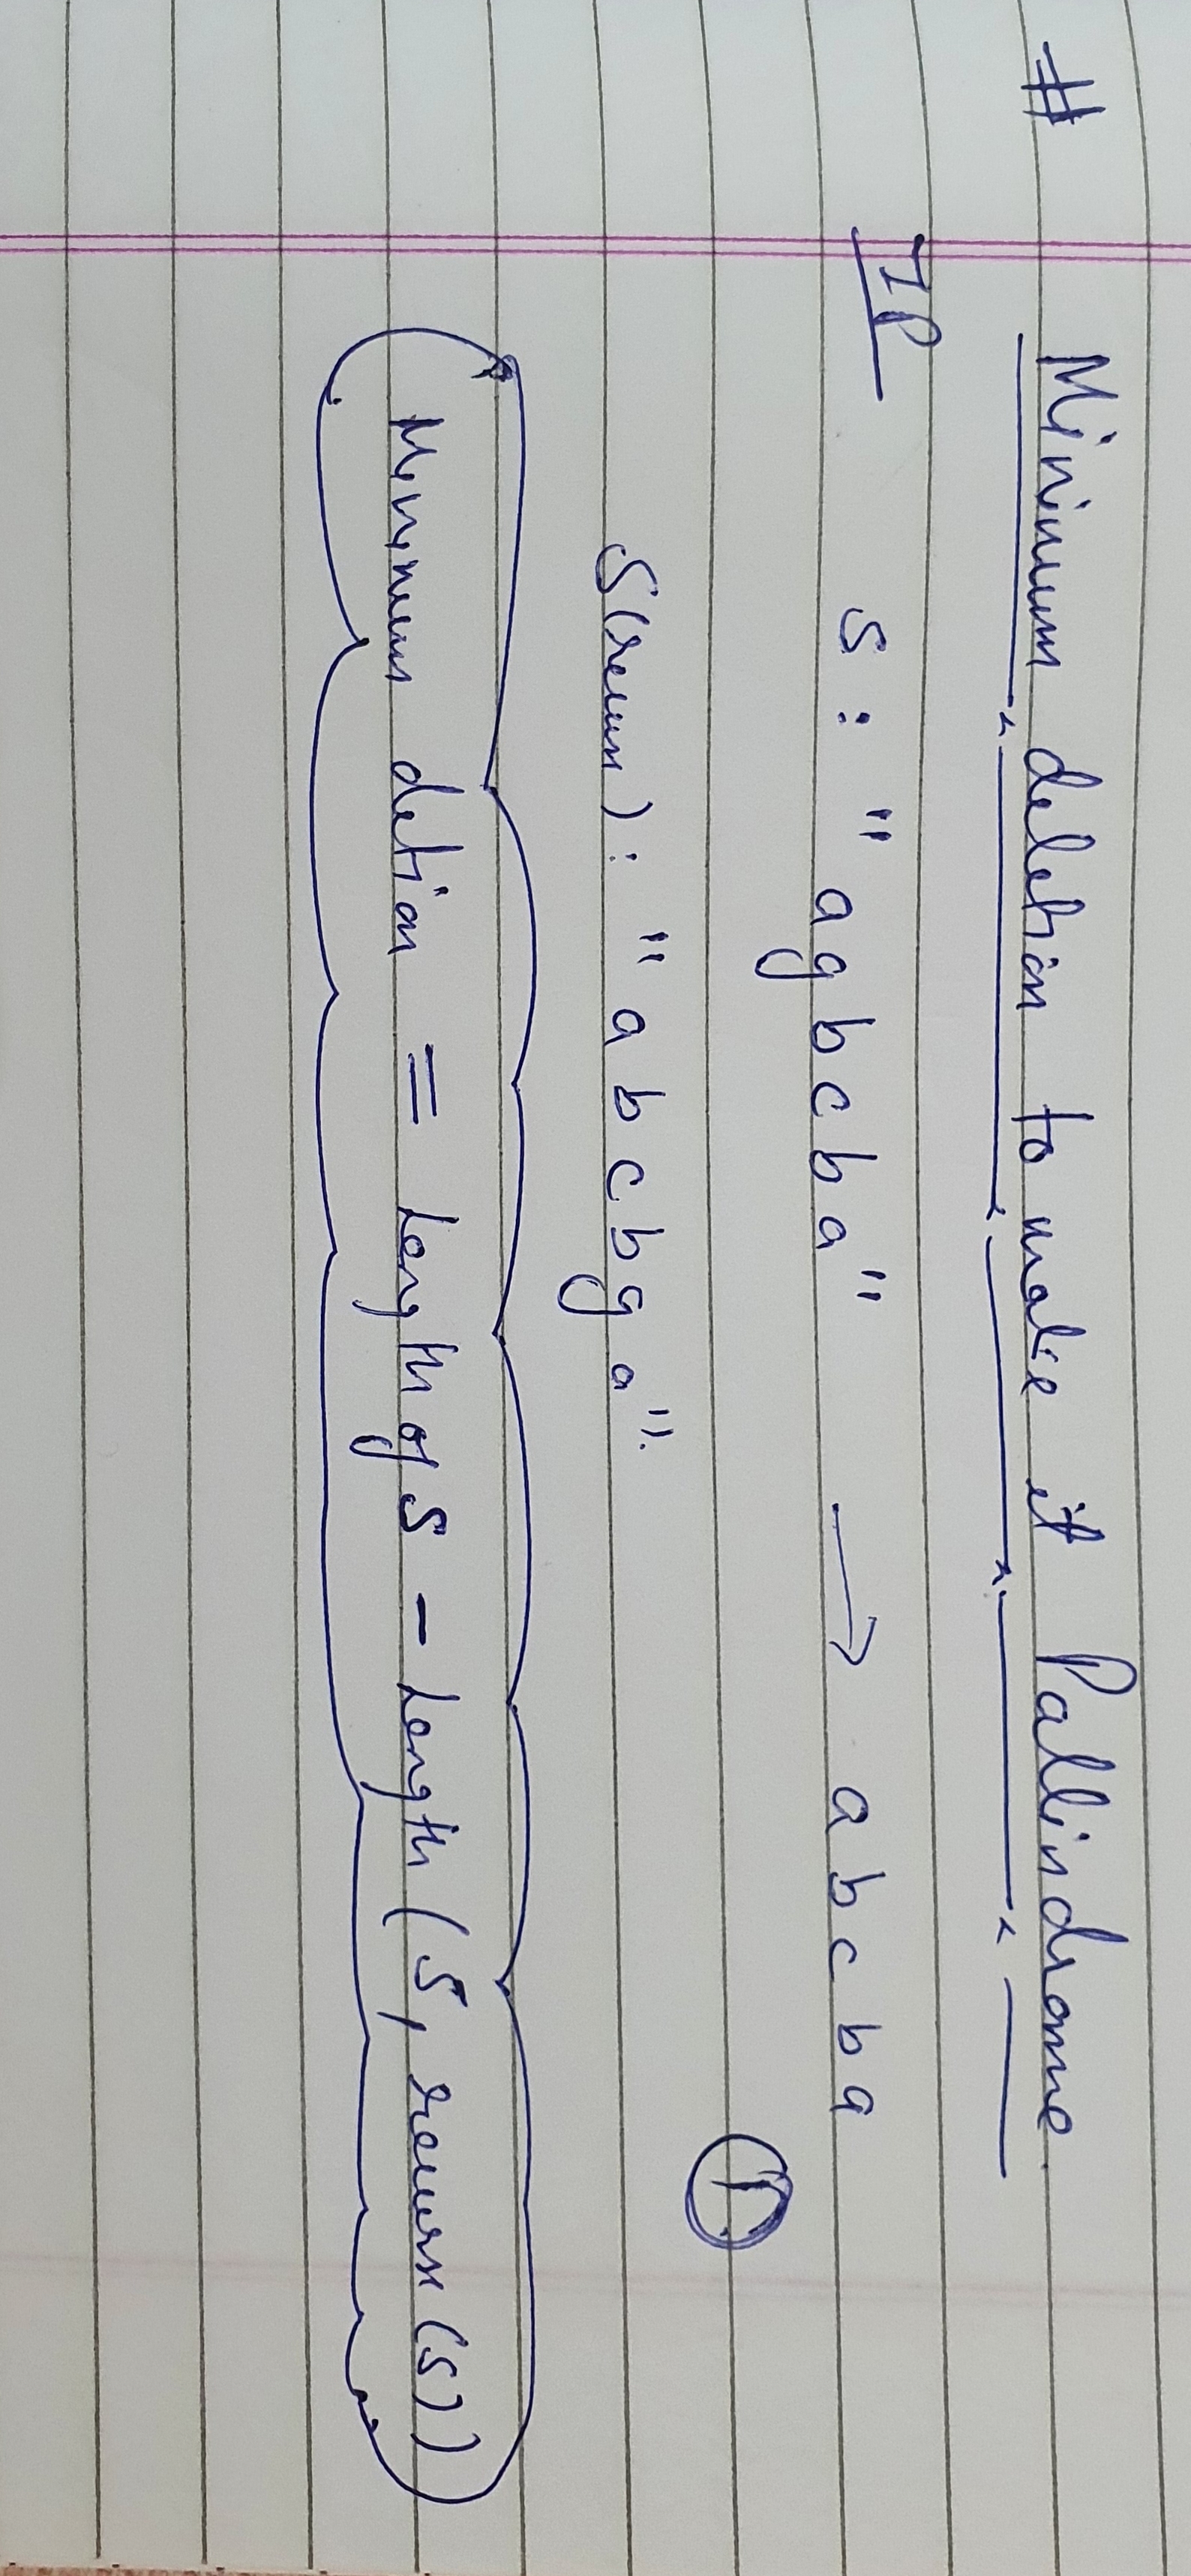 # Minimum deletion to make it Pallindrome.
IP
S : "agbcba" → abcba
1
S(reverse) : "abcbga".
Minimum detion = Length of S - Length (S, reverse(S))